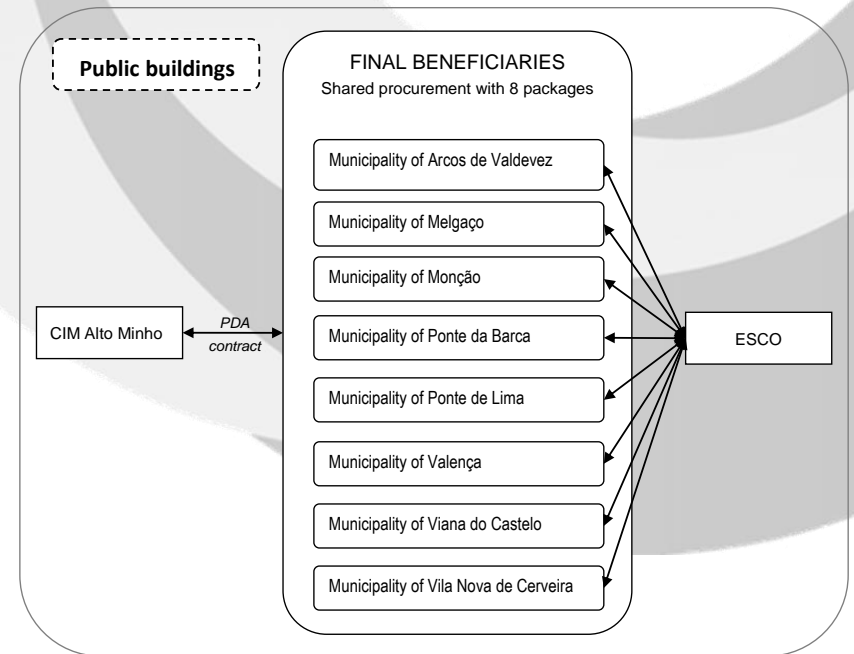 Public buildings
FINAL BENEFICIARIES
Shared procurement with 8 packages
Municipality of Arcos de Valdevez
Municipality of Melgaço
Municipality of Monção
Municipality of Ponte da Barca
Municipality of Ponte de Lima
Municipality of Valença
Municipality of Viana do Castelo
Municipality of Vila Nova de Cerveira
CIM Alto Minho
PDA
contract
ESCO